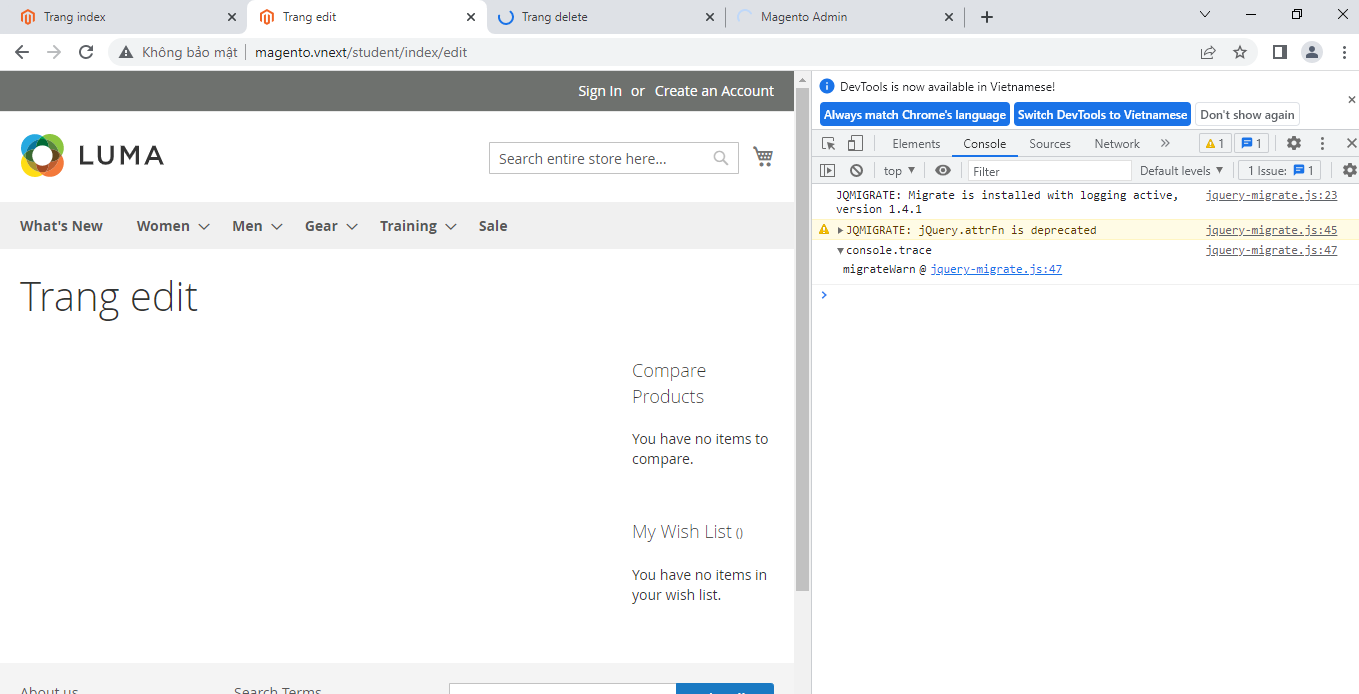 Trang index
Trang edit
Trang delete
Magento Admin
Không bảo mật
magento.vnext/student/index/edit
Sign In or Create an Account
LUMA
Search entire store here...
What's New
Women
Men
Gear
Training
Sale
Trang edit
Compare
Products
You have no items to
compare.
My Wish List ()
You have no items in
your wish list.
About us
Search Terms
DevTools is now available in Vietnamese!
Always match Chrome's language
Switch DevTools to Vietnamese
Don't show again
Elements
Console
Sources
Network
1
1
top
Filter
Default levels
1 Issue:
1
JQMIGRATE: Migrate is installed with logging active,
version 1.4.1
jquery-migrate.js:23
JQMIGRATE: jQuery.attrFn is deprecated
jquery-migrate.js:45
console.trace
jquery-migrate.js:47
migrateWarn @ jquery-migrate.js:47